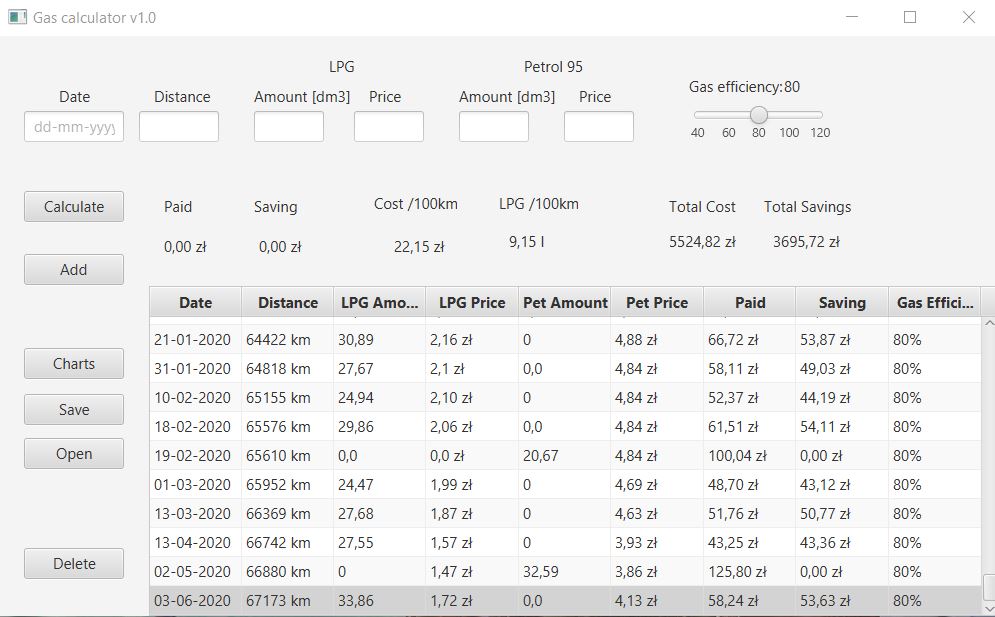 Gas calculator v1.0
LPG Petrol 95
Date Distance Amount [dm3] Price Amount [dm3] Price Gas efficiency:80
dd-mm-yyyy
40 60 80 100 120
Calculate Paid Saving Cost /100km LPG /100km Total Cost Total Savings
0,00 zł 0,00 zł 22,15 zł 9,15 l 5524,82 zł 3695,72 zł
Add
Date Distance LPG Amo... LPG Price Pet Amount Pet Price Paid Saving Gas Effici...
21-01-2020 64422 km 30,89 2,16 zł 0 4,88 zł 66,72 zł 53,87 zł 80%
31-01-2020 64818 km 27,67 2,1 zł 0,0 4,84 zł 58,11 zł 49,03 zł 80%
10-02-2020 65155 km 24,94 2,10 zł 0 4,84 zł 52,37 zł 44,19 zł 80%
18-02-2020 65576 km 29,86 2,06 zł 0,0 4,84 zł 61,51 zł 54,11 zł 80%
19-02-2020 65610 km 0,0 0,0 zł 20,67 4,84 zł 100,04 zł 0,00 zł 80%
01-03-2020 65952 km 24,47 1,99 zł 0 4,69 zł 48,70 zł 43,12 zł 80%
13-03-2020 66369 km 27,68 1,87 zł 0 4,63 zł 51,76 zł 50,77 zł 80%
13-04-2020 66742 km 27,55 1,57 zł 0 3,93 zł 43,25 zł 43,36 zł 80%
02-05-2020 66880 km 0 1,47 zł 32,59 3,86 zł 125,80 zł 0,00 zł 80%
03-06-2020 67173 km 33,86 1,72 zł 0,0 4,13 zł 58,24 zł 53,63 zł 80%
Charts
Save
Open
Delete